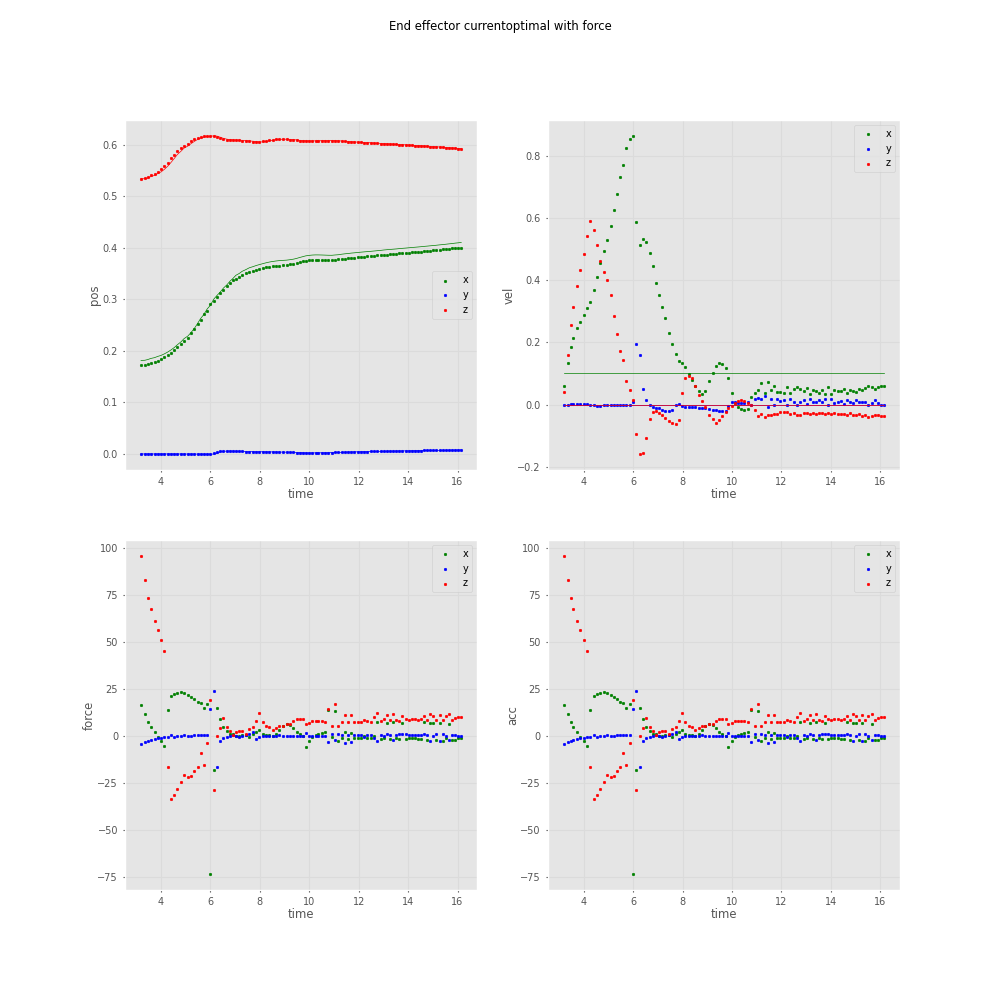 End effector currentoptimal with force
pos
0.6
0.5
0.4
0.3
0.2
0.1
0.0
x
y
z
4 6 8 10 12 14 16
time
vel
0.8
0.6
0.4
0.2
0.0
−0.2
x
y
z
4 6 8 10 12 14 16
time
force
100
75
50
25
0
−25
−50
−75
x
y
z
4 6 8 10 12 14 16
time
acc
100
75
50
25
0
−25
−50
−75
x
y
z
4 6 8 10 12 14 16
time